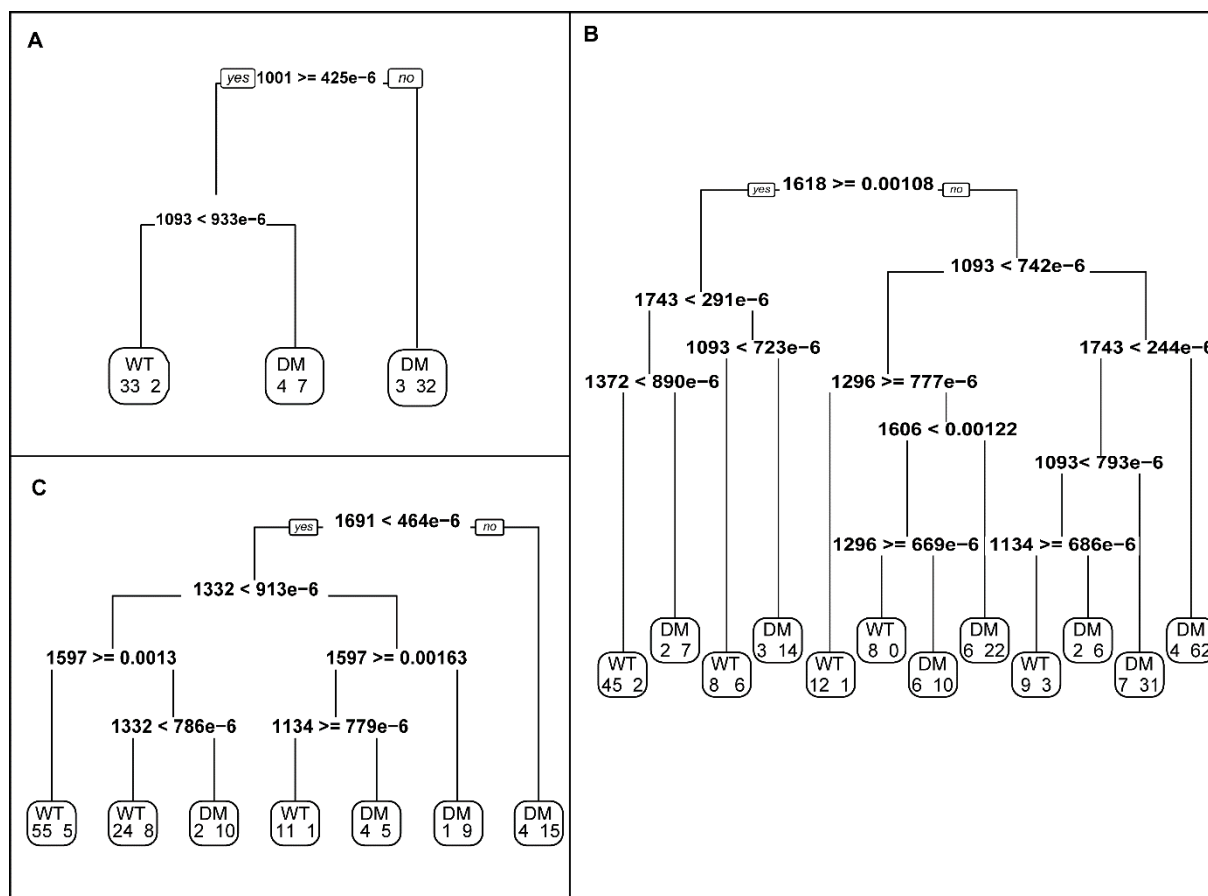 A
yes 1001 >= 425e−6 no
1093 < 933e−6
WT
33 2
DM
4 7
DM
3 32
B
yes 1618 >= 0.00108 no
1093 < 742e−6
1743 < 291e−6
1093 < 723e−6
1743 < 244e−6
1372 < 890e−6
1296 >= 777e−6
1606 < 0.00122
1093< 793e−6
1296 >= 669e−6
1134 >= 686e−6
WT
45 2
DM
2 7
WT
8 6
DM
3 14
WT
12 1
WT
8 0
DM
6 10
DM
6 22
WT
9 3
DM
2 6
DM
7 31
DM
4 62
C
yes 1691 < 464e−6 no
1332 < 913e−6
1597 >= 0.0013
1597 >= 0.00163
1332 < 786e−6
1134 >= 779e−6
WT
55 5
WT
24 8
DM
2 10
WT
11 1
DM
4 5
DM
1 9
DM
4 15